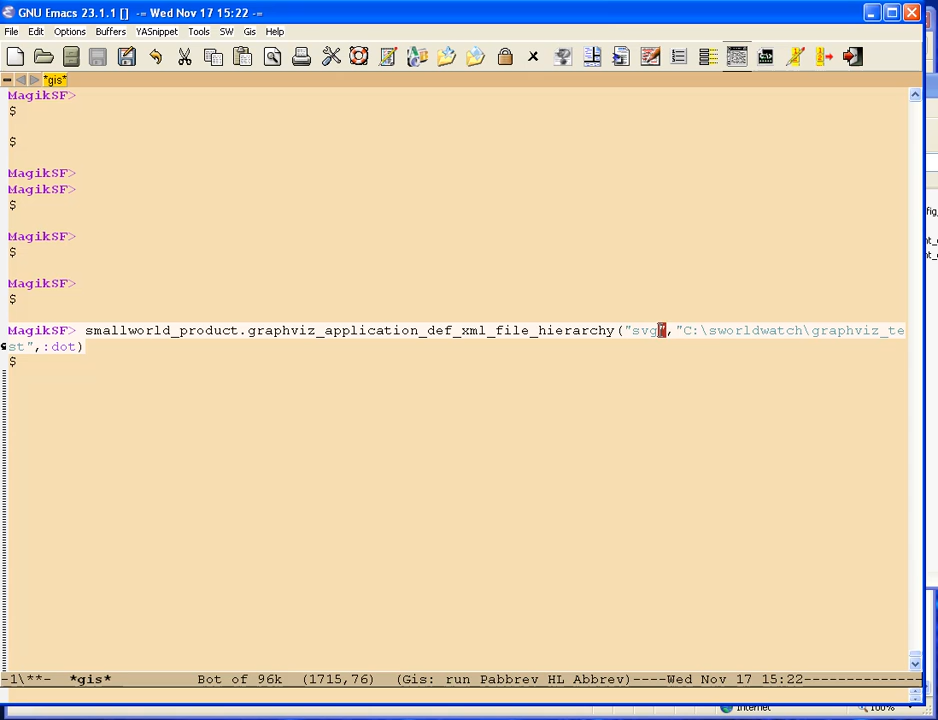 GNU Emacs 23.1.1 [] -= Wed Nov 17 15:22 -=
File Edit Options Buffers YASnippet Tools SW Gis Help
*gis*
MagikSF>
$
$
MagikSF>
MagikSF>
$
MagikSF>
$
MagikSF>
$
MagikSF> smallworld_product.graphviz_application_def_xml_file_hierarchy("svg","C:\sworldwatch\graphviz_te
st",:dot)
$
-1\**- *gis* Bot of 96k (1715,76) (Gis: run Pabbrev HL Abbrev)----Wed Nov 17 15:22--------------
Internet
100%